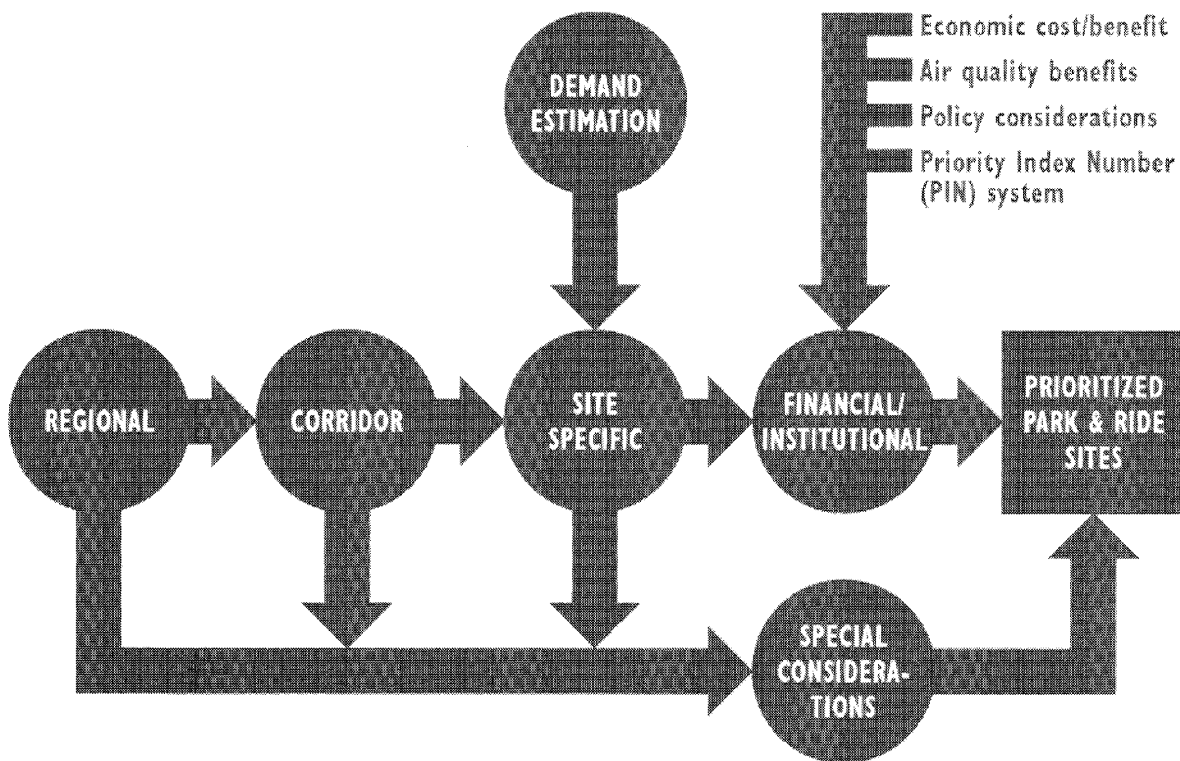 Economic cost/benefit
Air quality benefits
Policy considerations
Priority Index Number
(PIN) system
DEMAND
ESTIMATION
REGIONAL
CORRIDOR
SITE
SPECIFIC
FINANCIAL/
INSTITUTIONAL
PRIORITIZED
PARK & RIDE
SITES
SPECIAL
CONSIDERA-
TIONS